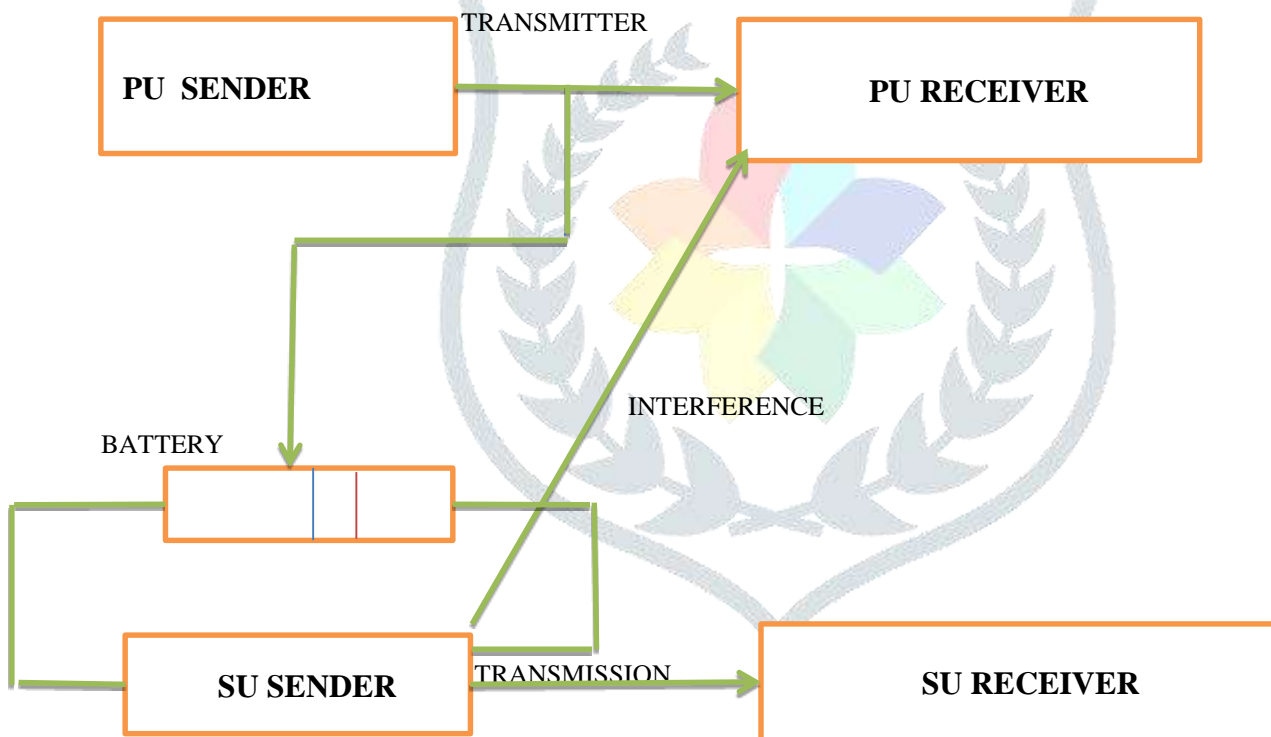 TRANSMITTER
PU SENDER
PU RECEIVER
INTERFERENCE
BATTERY
SU SENDER
TRANSMISSION
SU RECEIVER